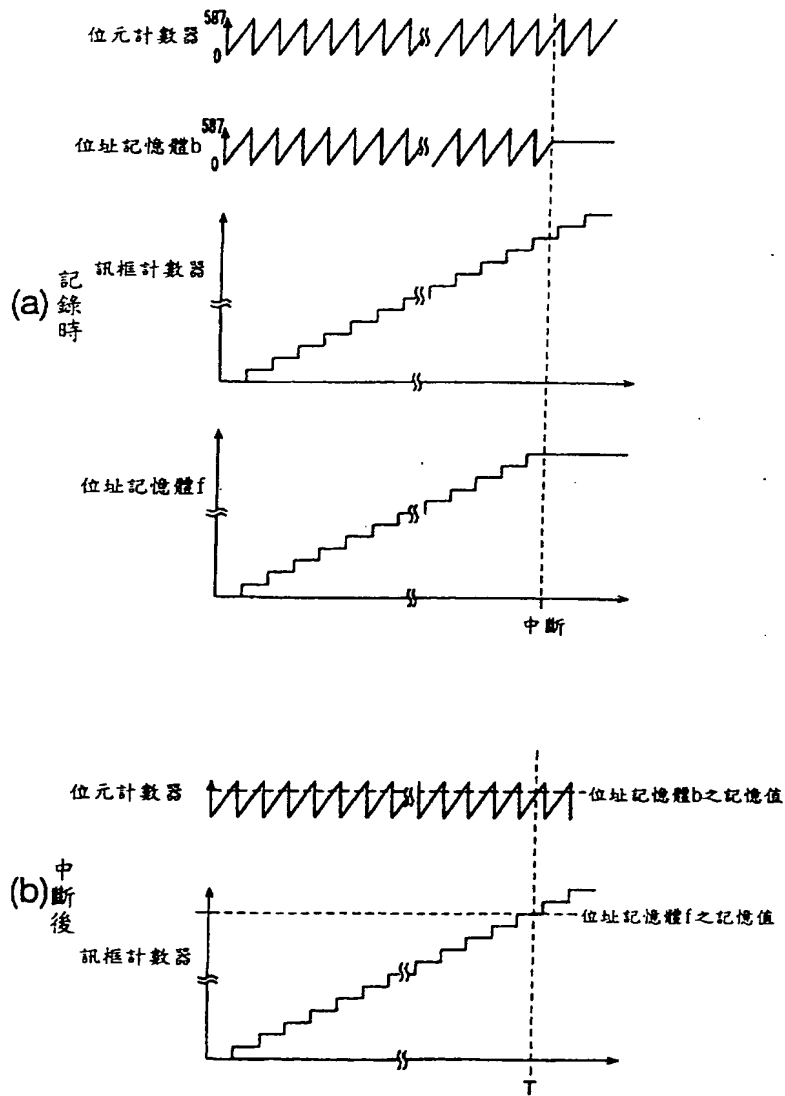 587
位元計數器
0
587
位址記憶體b
0
訊框計數器
(a) 記錄時
位址記憶體f
中斷
位元計數器
位址記憶體b之記憶值
(b) 中斷後
位址記憶體f之記憶值
訊框計數器
T